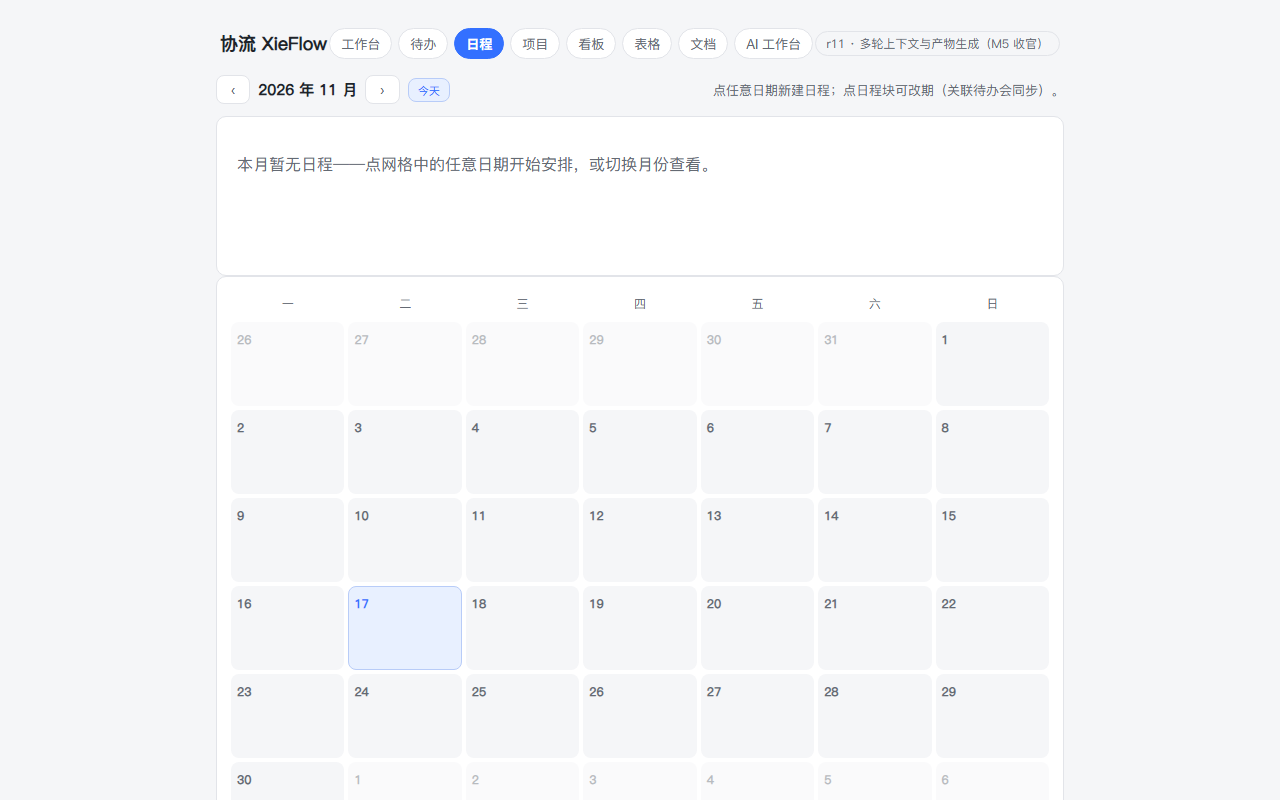 协流 XieFlow 工作台 待办 日程 项目 看板 表格 文档 AI 工作台 r11 · 多轮上下文与产物生成（M5 收官）
‹ 2026 年 11 月 › 今天 点任意日期新建日程；点日程块可改期（关联待办会同步）。
本月暂无日程——点网格中的任意日期开始安排，或切换月份查看。
一 二 三 四 五 六 日
26 27 28 29 30 31 1
2 3 4 5 6 7 8
9 10 11 12 13 14 15
16 17 18 19 20 21 22
23 24 25 26 27 28 29
30 1 2 3 4 5 6